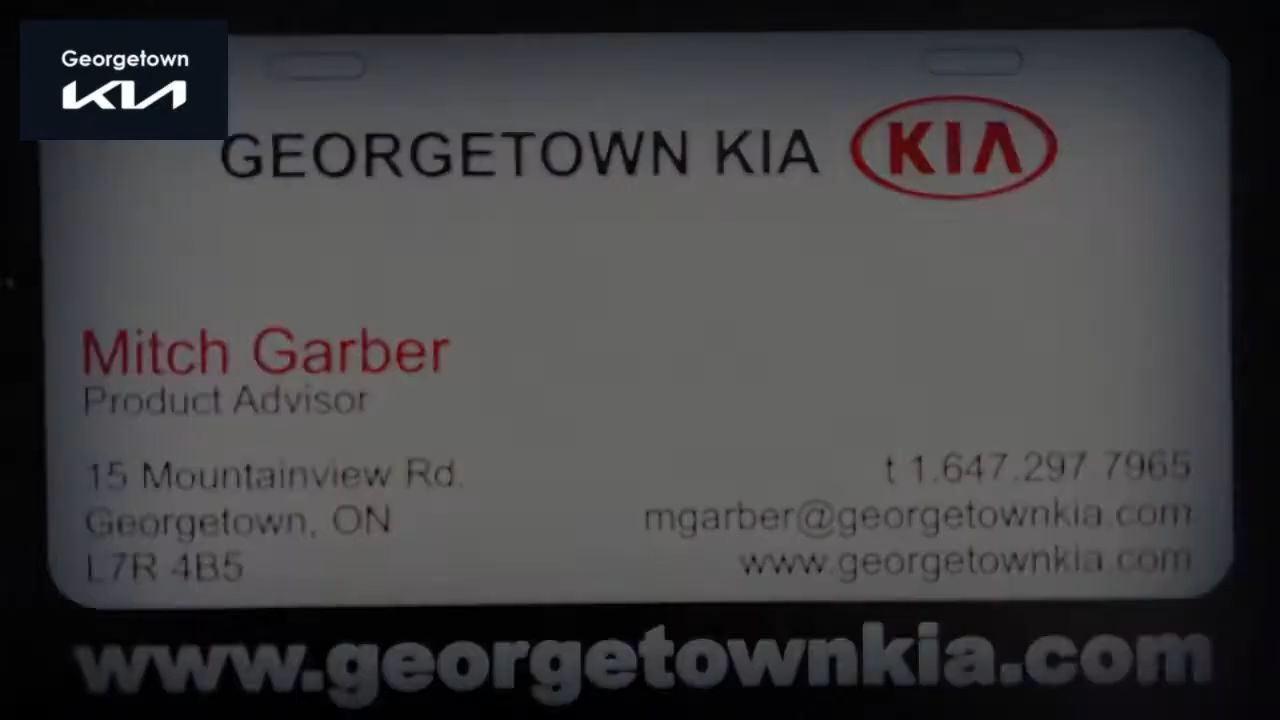 Georgetown
KIA
GEORGETOWN KIA KIA
Mitch Garber
Product Advisor
15 Mountainview Rd.
Georgetown, ON
L7R 4B5
t 1.647.297 7965
mgarber@georgetownkia.com
www.georgetownkia.com
www.georgetownkia.com